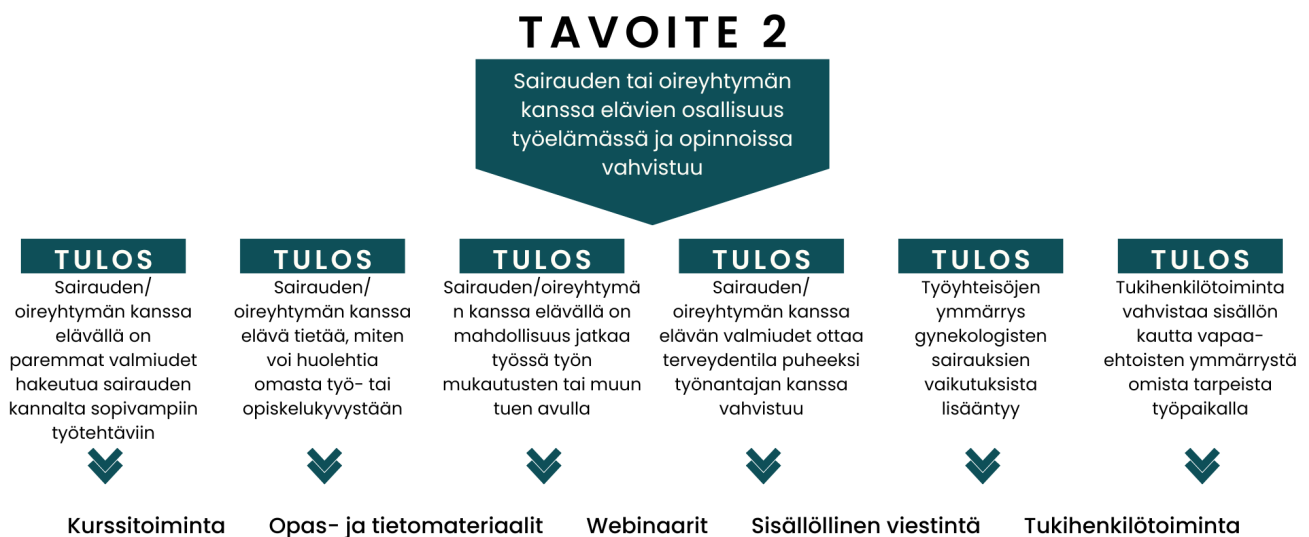 TAVOITE 2
Sairauden tai oireyhtymän
kanssa elävien osallisuus
työelämässä ja opinnoissa
vahvistuu
TULOS
Sairauden/
oireyhtymän kanssa
elävällä on
paremmat valmiudet
hakeutua sairauden
kannalta sopivampiin
työtehtäviin
TULOS
Sairauden/
oireyhtymän kanssa
elävä tietää, miten
voi huolehtia
omasta työ- tai
opiskelukyvystään
TULOS
Sairauden/oireyhtymä
n kanssa elävällä on
mahdollisuus jatkaa
työssä työn
mukautusten tai muun
tuen avulla
TULOS
Sairauden/
oireyhtymän kanssa
elävän valmiudet ottaa
terveydentila puheeksi
työnantajan kanssa
vahvistuu
TULOS
Työyhteisöjen
ymmärrys
gynekologisten
sairauksien
vaikutuksista
lisääntyy
TULOS
Tukihenkilötoiminta
vahvistaa sisällön
kautta vapaa-
ehtoisten ymmärrystä
omista tarpeista
työpaikalla
Kurssitoiminta
Opas- ja tietomateriaalit
Webinaarit
Sisällöllinen viestintä
Tukihenkilötoiminta